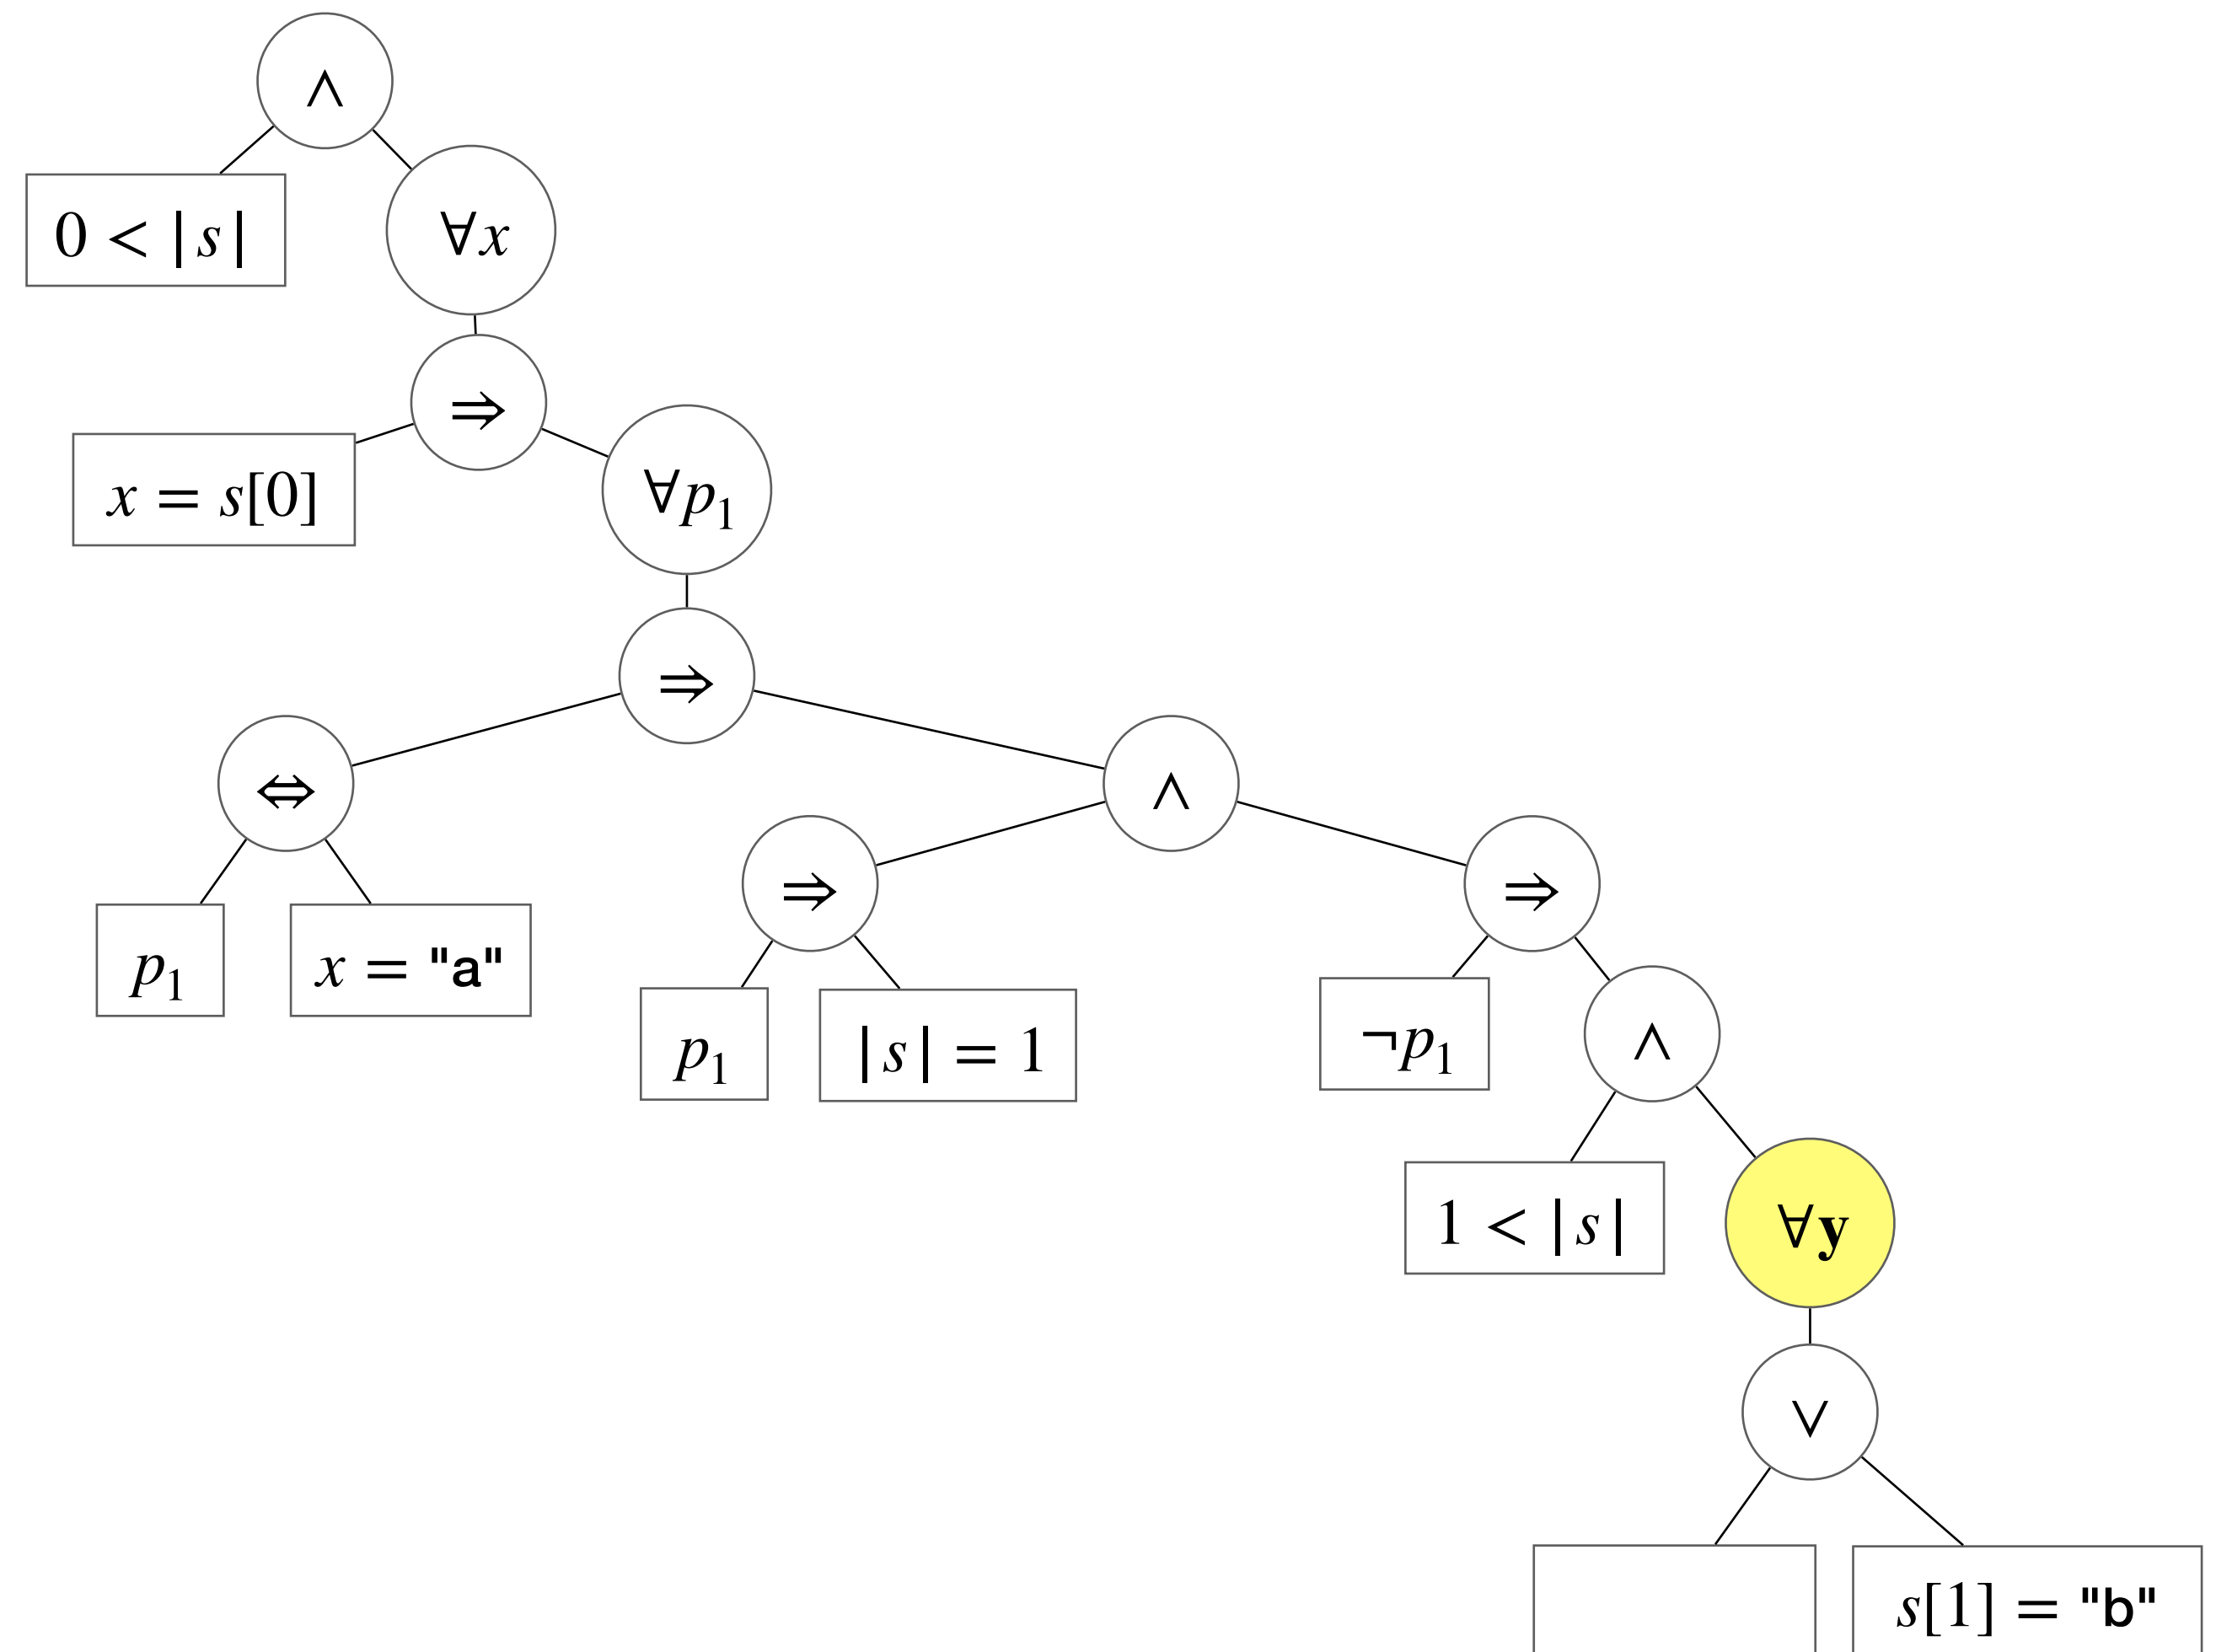 ∧
0 < |s|
∀x
⇒
x = s[0]
∀p₁
⇒
⇔
∧
p₁
x = "a"
⇒
⇒
p₁
|s| = 1
¬p₁
∧
1 < |s|
∀y
∨
s[1] = "b"